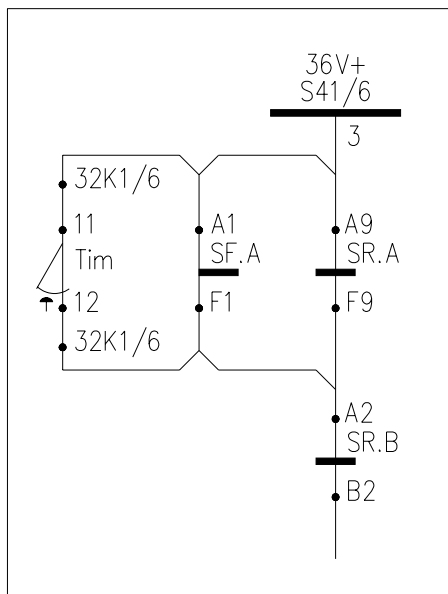 36V+
S41/6
3
32K1/6
11
Tim
12
32K1/6
A1
SF.A
F1
A9
SR.A
F9
A2
SR.B
B2